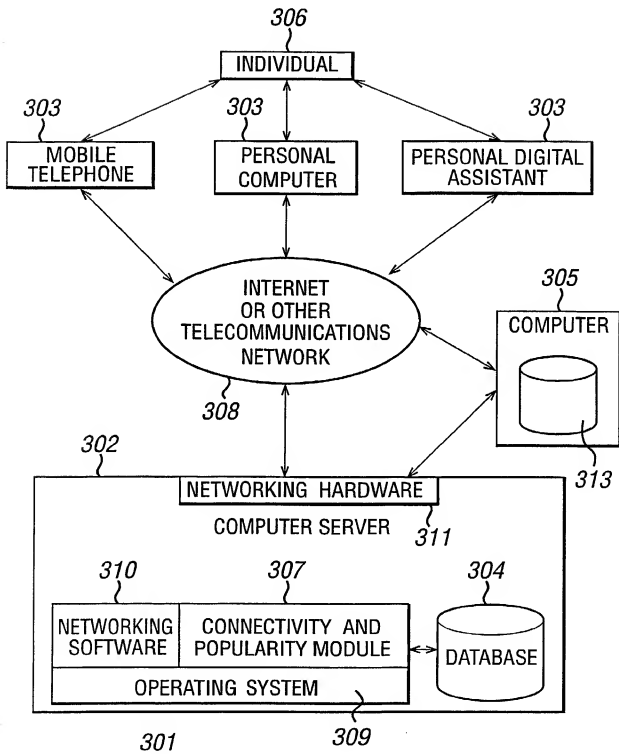 306
INDIVIDUAL
303
303
303
MOBILE
TELEPHONE
PERSONAL
COMPUTER
PERSONAL DIGITAL
ASSISTANT
INTERNET
OR OTHER
TELECOMMUNICATIONS
NETWORK
308
305
COMPUTER
313
302
NETWORKING HARDWARE
311
COMPUTER SERVER
310
307
304
NETWORKING
SOFTWARE
CONNECTIVITY AND
POPULARITY MODULE
DATABASE
OPERATING SYSTEM
309
301